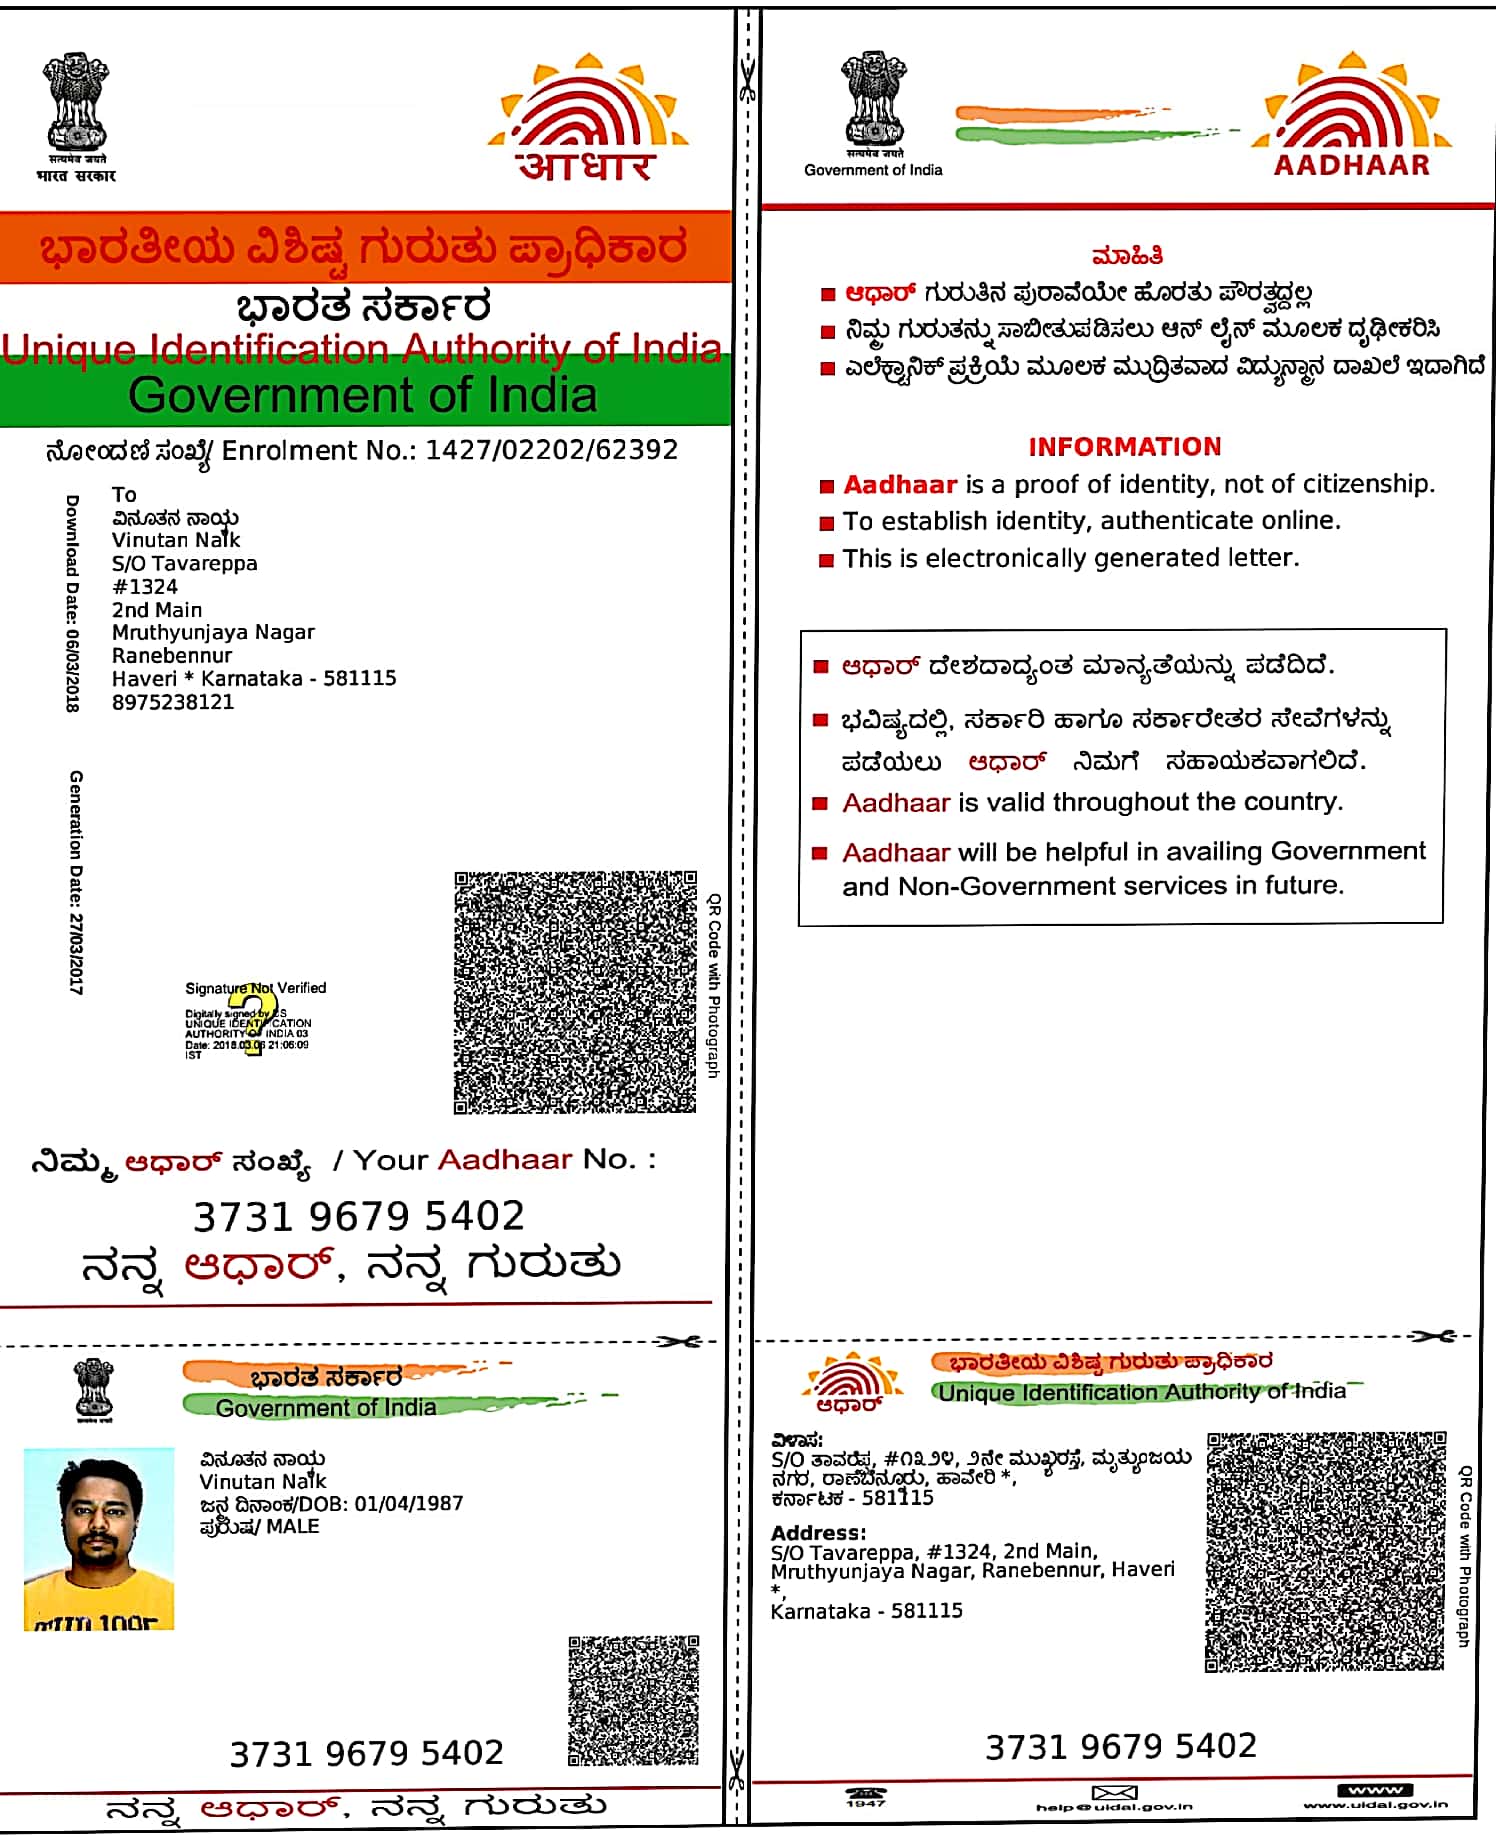 सत्यमेव जयते
भारत सरकार
आधार
ಭಾರತೀಯ ವಿಶಿಷ್ಟ ಗುರುತು ಪ್ರಾಧಿಕಾರ
ಭಾರತ ಸರ್ಕಾರ
Unique Identification Authority of India
Government of India
ನೋಂದಣಿ ಸಂಖ್ಯೆ/ Enrolment No.: 1427/02202/62392
Download Date: 06/03/2018
Generation Date: 27/03/2017
To
ವಿನೂತನ ನಾಯ್ಕ
Vinutan Naik
S/O Tavareppa
#1324
2nd Main
Mruthyunjaya Nagar
Ranebennur
Haveri * Karnataka - 581115
8975238121
QR Code with Photograph
Signature Not Verified
Digitally signed by DS
UNIQUE IDENTIFICATION
AUTHORITY OF INDIA 03
Date: 2018.03.06 21:06:09
IST
ನಿಮ್ಮ ಆಧಾರ್ ಸಂಖ್ಯೆ / Your Aadhaar No. :
3731 9679 5402
ನನ್ನ ಆಧಾರ್, ನನ್ನ ಗುರುತು
ಭಾರತ ಸರ್ಕಾರ
Government of India
ವಿನೂತನ ನಾಯ್ಕ
Vinutan Naik
ಜನ್ಮ ದಿನಾಂಕ/DOB: 01/04/1987
ಪುರುಷ/ MALE
3731 9679 5402
ನನ್ನ ಆಧಾರ್, ನನ್ನ ಗುರುತು
सत्यमेव जयते
Government of India
AADHAAR
ಮಾಹಿತಿ
ಆಧಾರ್ ಗುರುತಿನ ಪುರಾವೆಯೇ ಹೊರತು ಪೌರತ್ವದ್ದಲ್ಲ
ನಿಮ್ಮ ಗುರುತನ್ನು ಸಾಬೀತುಪಡಿಸಲು ಆನ್ ಲೈನ್ ಮೂಲಕ ದೃಢೀಕರಿಸಿ
ಎಲೆಕ್ಟ್ರಾನಿಕ್ ಪ್ರಕ್ರಿಯೆ ಮೂಲಕ ಮುದ್ರಿತವಾದ ವಿದ್ಯುನ್ಮಾನ ದಾಖಲೆ ಇದಾಗಿದೆ
INFORMATION
Aadhaar is a proof of identity, not of citizenship.
To establish identity, authenticate online.
This is electronically generated letter.
ಆಧಾರ್ ದೇಶದಾದ್ಯಂತ ಮಾನ್ಯತೆಯನ್ನು ಪಡೆದಿದೆ.
ಭವಿಷ್ಯದಲ್ಲಿ, ಸರ್ಕಾರಿ ಹಾಗೂ ಸರ್ಕಾರೇತರ ಸೇವೆಗಳನ್ನು
ಪಡೆಯಲು ಆಧಾರ್ ನಿಮಗೆ ಸಹಾಯಕವಾಗಲಿದೆ.
Aadhaar is valid throughout the country.
Aadhaar will be helpful in availing Government
and Non-Government services in future.
ಆಧಾರ್
ಭಾರತೀಯ ವಿಶಿಷ್ಟ ಗುರುತು ಪ್ರಾಧಿಕಾರ
Unique Identification Authority of India
ವಿಳಾಸ:
S/O ತಾವರೆಪ್ಪ, #೧೩೨೪, ೨ನೇ ಮುಖ್ಯರಸ್ತೆ, ಮೃತ್ಯುಂಜಯ
ನಗರ, ರಾಣೆಬೆನ್ನೂರು, ಹಾವೇರಿ *,
ಕರ್ನಾಟಕ - 581115
Address:
S/O Tavareppa, #1324, 2nd Main,
Mruthyunjaya Nagar, Ranebennur, Haveri
*,
Karnataka - 581115
QR Code with Photograph
3731 9679 5402
1947
help@uidai.gov.in
www
www.uidai.gov.in